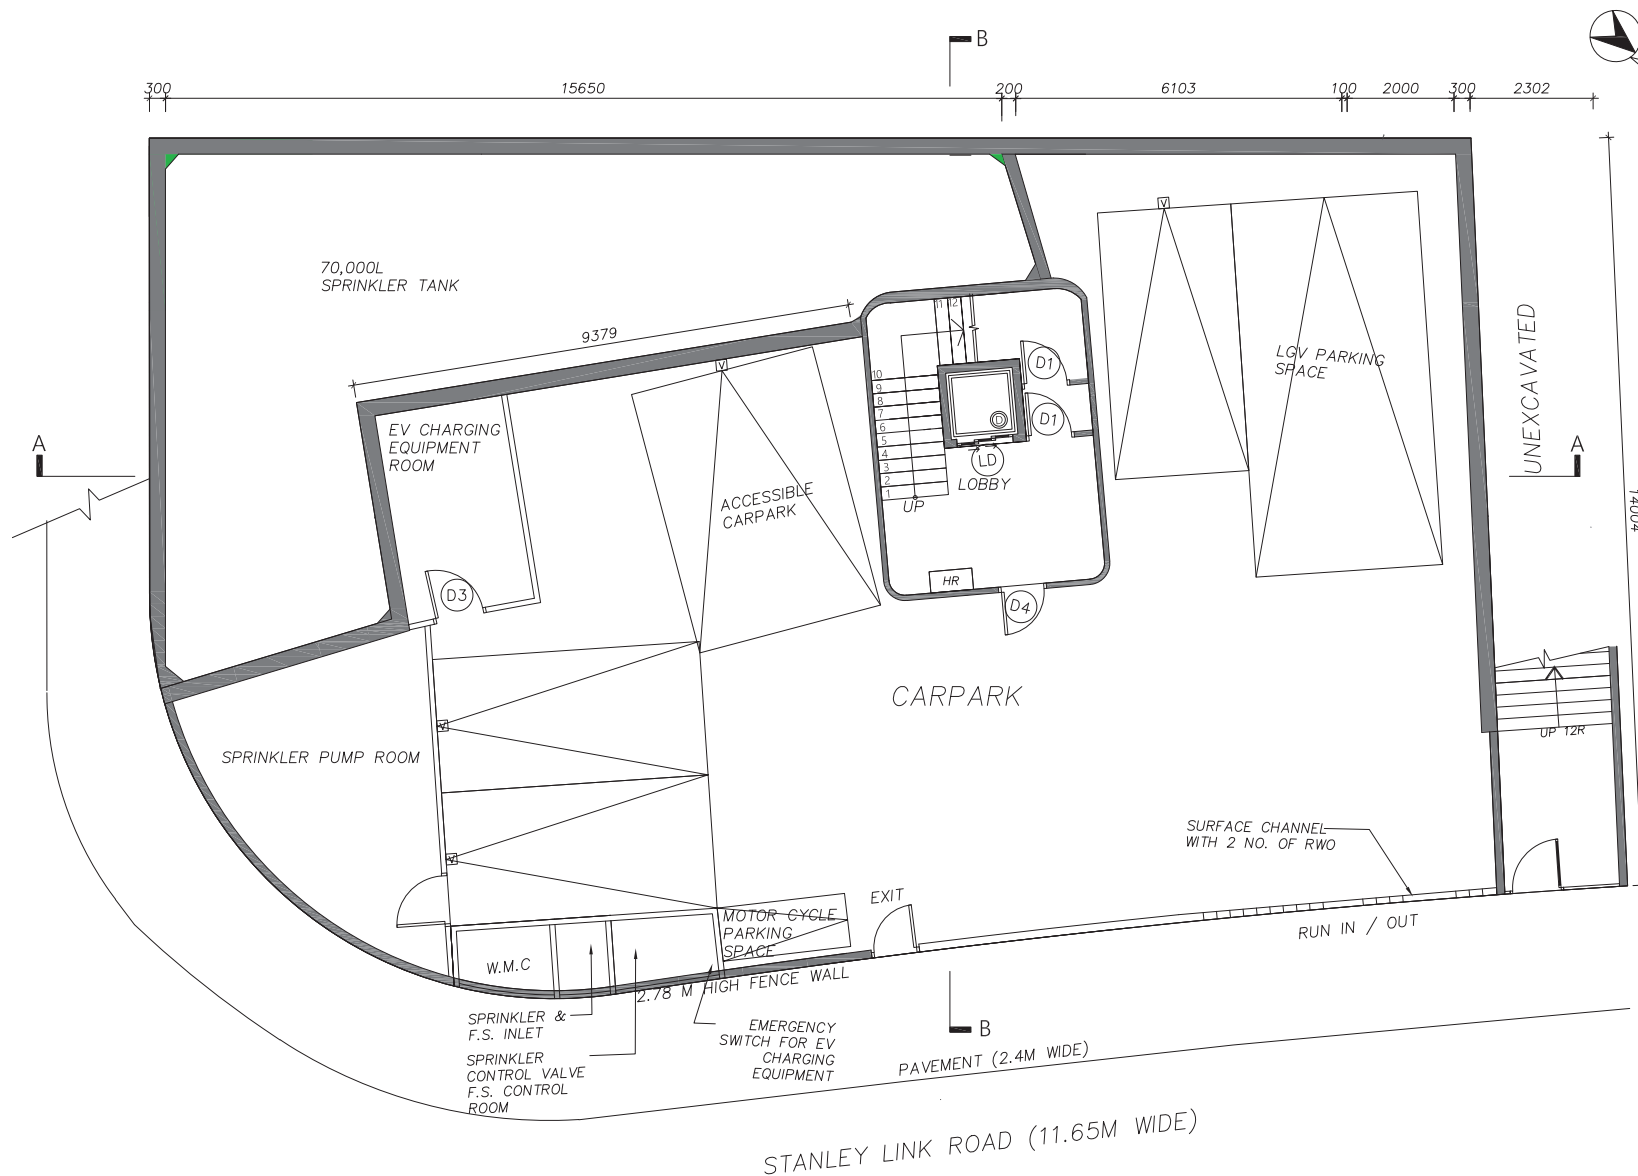 B
300
15650
200
6103
100
2000
300
2302
70,000L
SPRINKLER TANK
9379
11
12
D1
LGV PARKING
SPACE
UNEXCAVATED
EV CHARGING
EQUIPMENT
ROOM
10
9
8
7
6
5
4
3
2
1
D
D1
A
A
LD
LOBBY
ACCESSIBLE
CARPARK
UP
14004
V
V
HR
D3
D4
CARPARK
V
UP 12R
SPRINKLER PUMP ROOM
SURFACE CHANNEL
WITH 2 NO. OF RWO
V
EXIT
MOTOR CYCLE
PARKING
SPACE
RUN IN / OUT
W.M.C
2.78 M HIGH FENCE WALL
SPRINKLER &
F.S. INLET
EMERGENCY
SWITCH FOR EV
CHARGING
EQUIPMENT
B
SPRINKLER
CONTROL VALVE
F.S. CONTROL
ROOM
PAVEMENT (2.4M WIDE)
STANLEY LINK ROAD (11.65M WIDE)